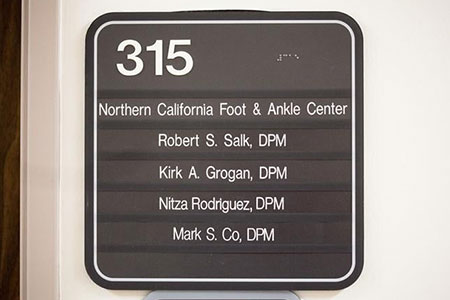 315
Northern California Foot & Ankle Center
Robert S. Salk, DPM
Kirk A. Grogan, DPM
Nitza Rodriguez, DPM
Mark S. Co, DPM